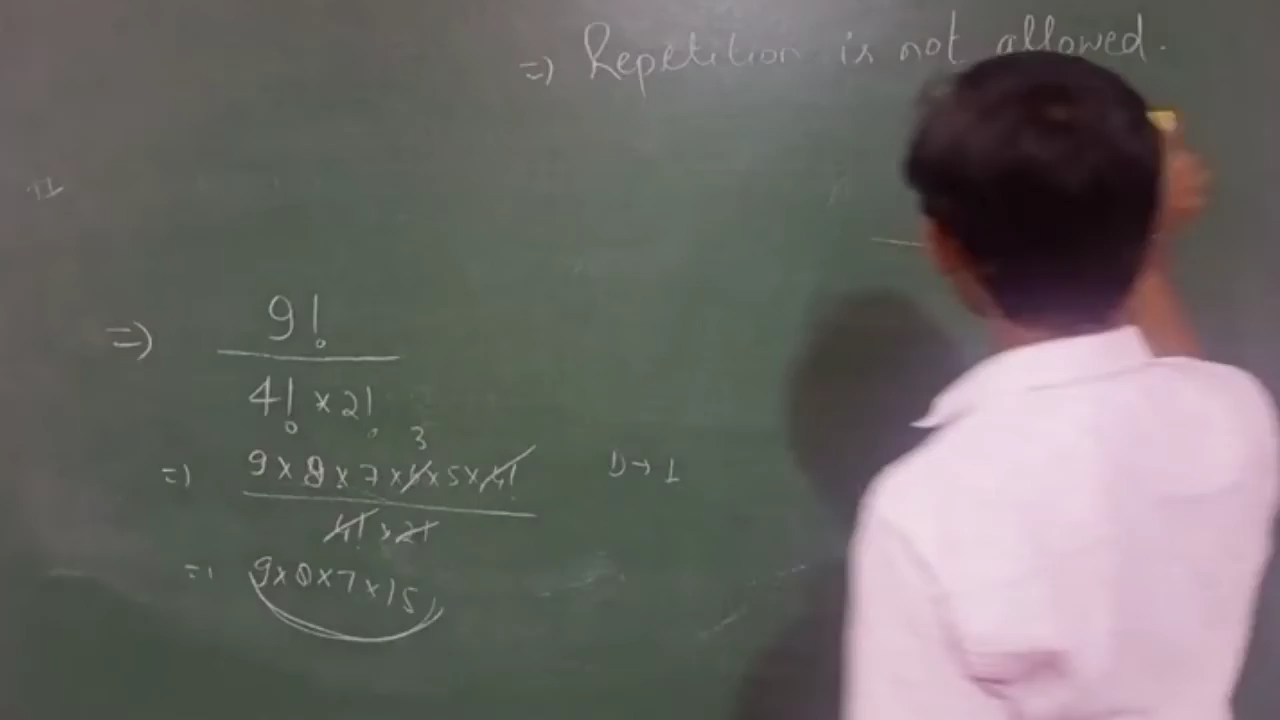 =) Repetition is not allowed.
=) 9!
4! × 2!
3
=) 9 × 8 × 7 × 6 × 5 × 4!
4! × 2!
D → 1
= 9 × 8 × 7 × 15